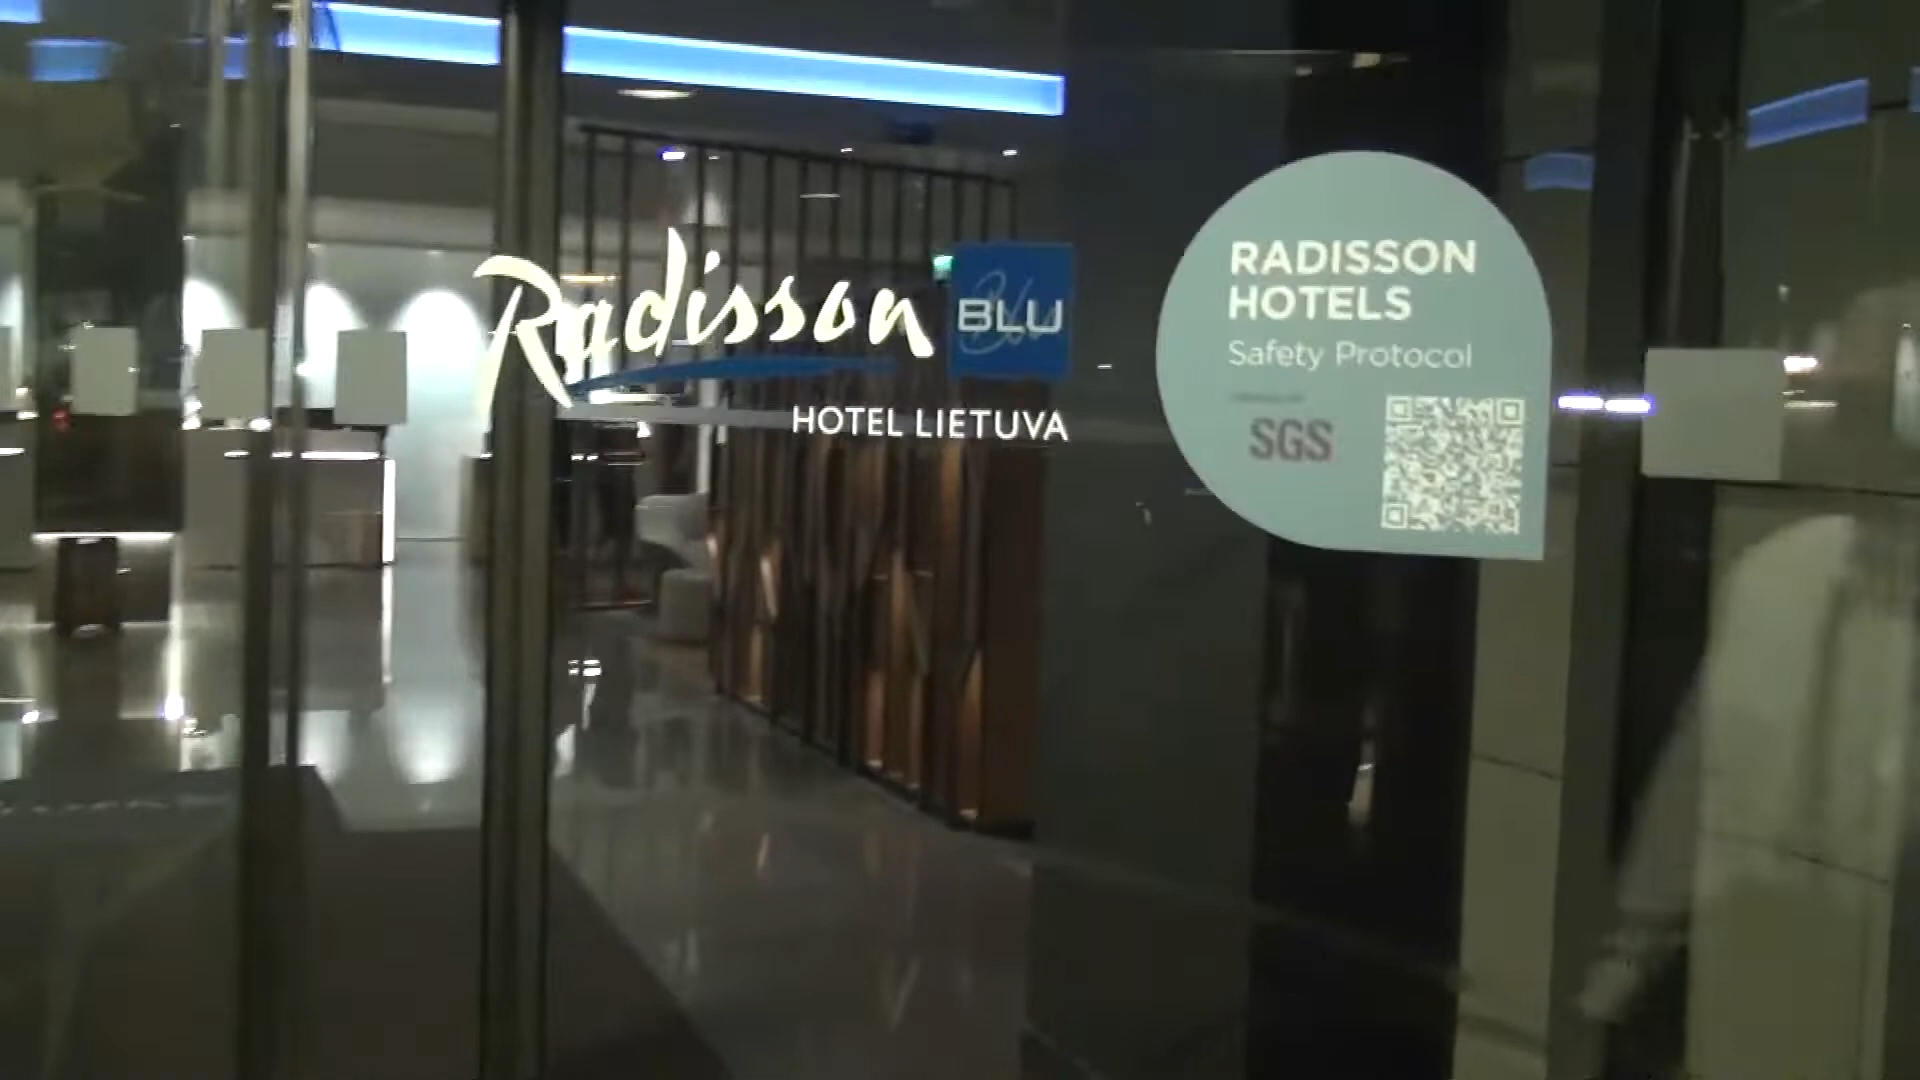 Radisson BLU
HOTEL LIETUVA
RADISSON
HOTELS
Safety Protocol
SGS